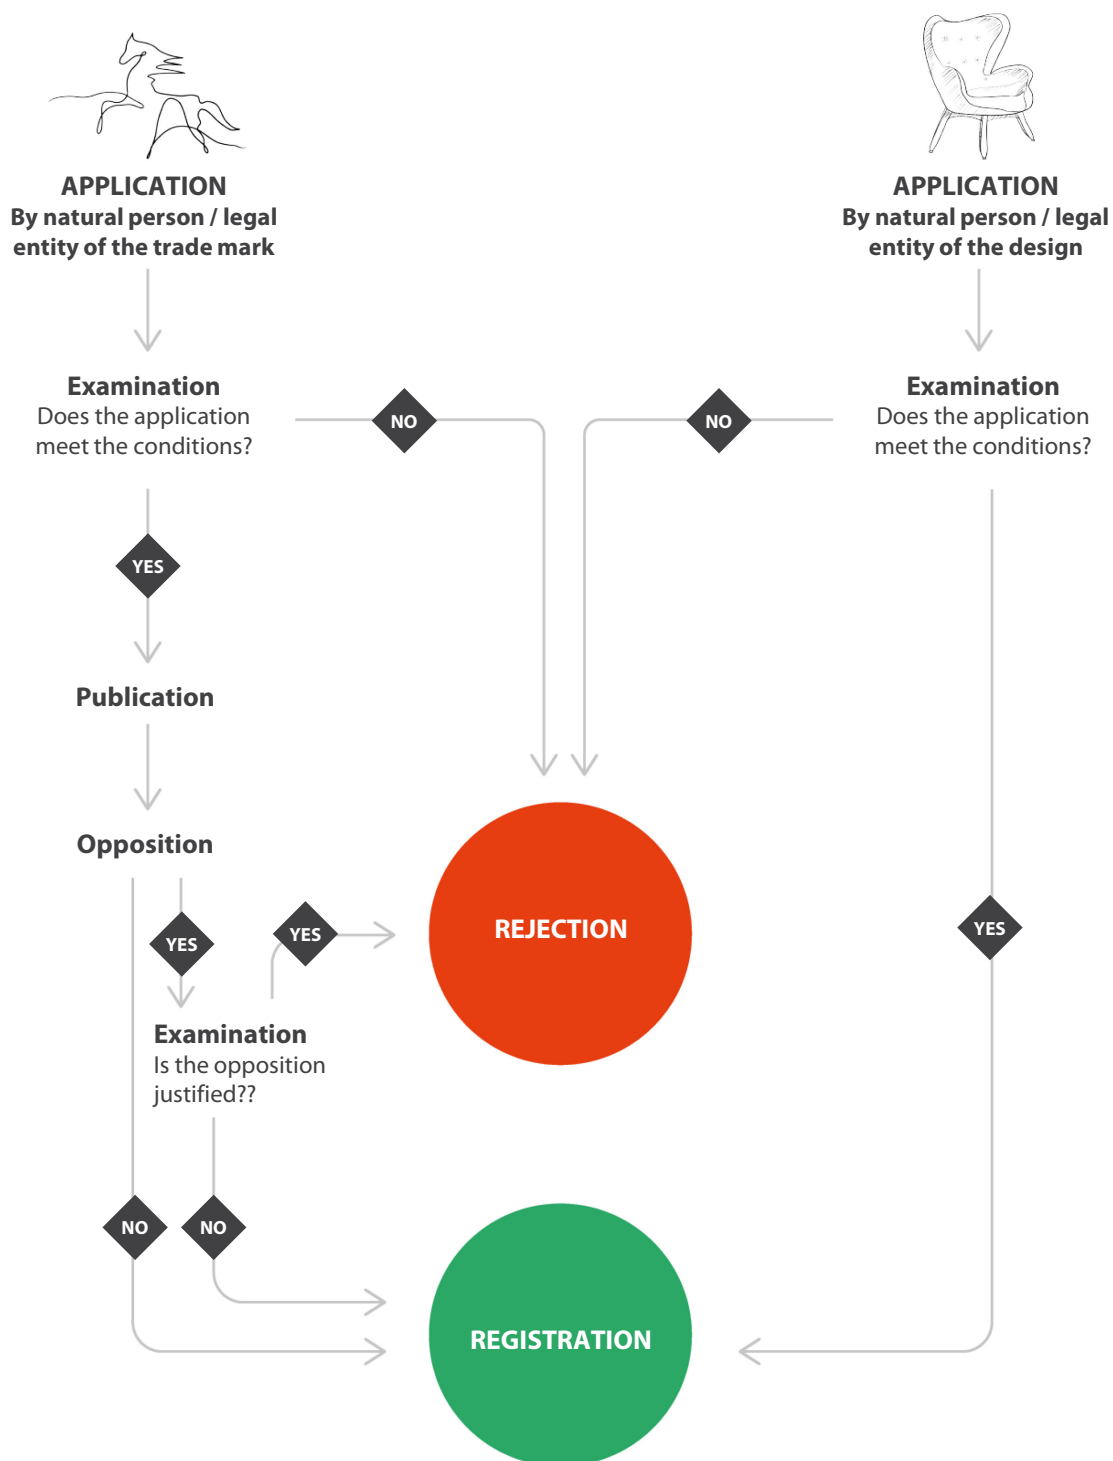 APPLICATION
By natural person / legal
entity of the trade mark
APPLICATION
By natural person / legal
entity of the design
Examination
Does the application
meet the conditions?
NO
NO
Examination
Does the application
meet the conditions?
YES
Publication
Opposition
YES
YES
REJECTION
YES
Examination
Is the opposition
justified??
NO
NO
REGISTRATION